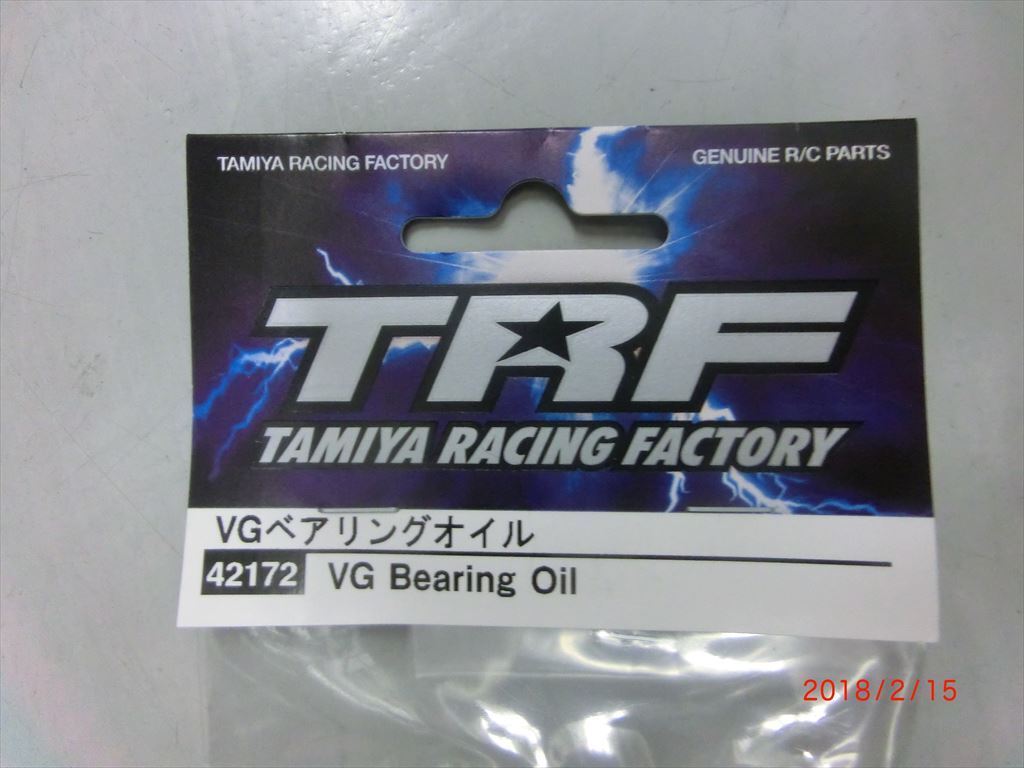 TAMIYA RACING FACTORY
GENUINE R/C PARTS
TRF
TAMIYA RACING FACTORY
VGベアリングオイル
42172 VG Bearing Oil
2018/2/15